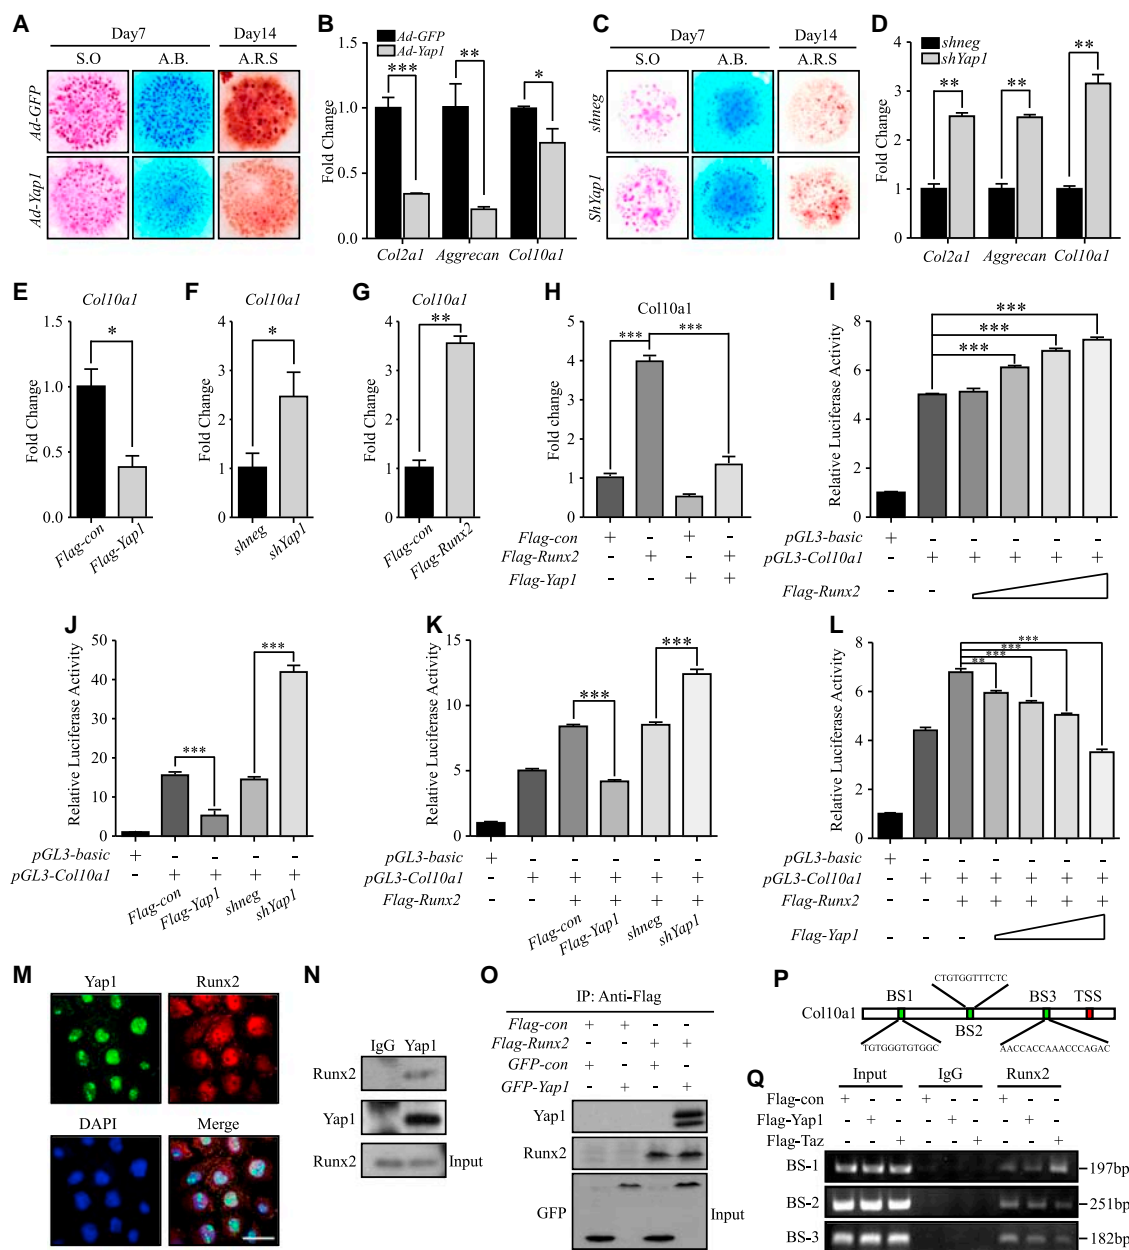 A
Day7 Day14
S.O A.B. A.R.S
Ad-GFP
Ad-Yap1
B
Ad-GFP
Ad-Yap1
Fold Change
1.5
1.0
0.5
0.0
*** ** *
Col2a1 Aggrecan Col10a1
C
Day7 Day14
S.O A.B. A.R.S
shneg
ShYap1
D
shneg
shYap1
Fold Change
4
3
2
1
0
** ** **
Col2a1 Aggrecan Col10a1
E
Col10a1
Fold Change
1.5
1.0
0.5
0.0
*
Flag-con Flag-Yap1
F
Fold Change
4
3
2
1
0
*
shneg shYap1
G
Col10a1
Fold Change
4
3
2
1
0
**
Flag-con Flag-Runx2
H
Col10a1
Fold change
5
4
3
2
1
0
*** ***
Flag-con + - + -
Flag-Runx2 - + - +
Flag-Yap1 - - + +
I
Relative Luciferase Activity
8
6
4
2
0
***
***
***
pGL3-basic + - - - - -
pGL3-Col10a1 - + + + + +
Flag-Runx2 - -
J
Relative Luciferase Activity
50
40
30
20
10
0
*** ***
pGL3-basic + - - - -
pGL3-Col10a1 - + + + +
Flag-con Flag-Yap1 shneg shYap1
K
Relative Luciferase Activity
15
10
5
0
*** ***
pGL3-basic + - - - - -
pGL3-Col10a1 - + + + + +
Flag-Runx2 - - + + + +
Flag-con Flag-Yap1 shneg shYap1
L
Relative Luciferase Activity
8
6
4
2
0
***
***
***
**
pGL3-basic + - - - - -
pGL3-Col10a1 - + + + + +
Flag-Runx2 - - + + + +
Flag-Yap1 - - -
M
Yap1 Runx2
DAPI Merge
N
IgG Yap1
Runx2
Yap1
Runx2 Input
O
IP: Anti-Flag
Flag-con + + - -
Flag-Runx2 - - + +
GFP-con + - + -
GFP-Yap1 - + - +
Yap1
Runx2
GFP Input
P
CTGTGGTTTCTC
BS1 BS3 TSS
Col10a1
BS2
TGTGGGTGTGGC AACCACCAAACCCAGAC
Q
Input IgG Runx2
Flag-con + - - + - - + - -
Flag-Yap1 - + - - + - - + -
Flag-Taz - - + - - + - - +
BS-1 197bp
BS-2 251bp
BS-3 182bp